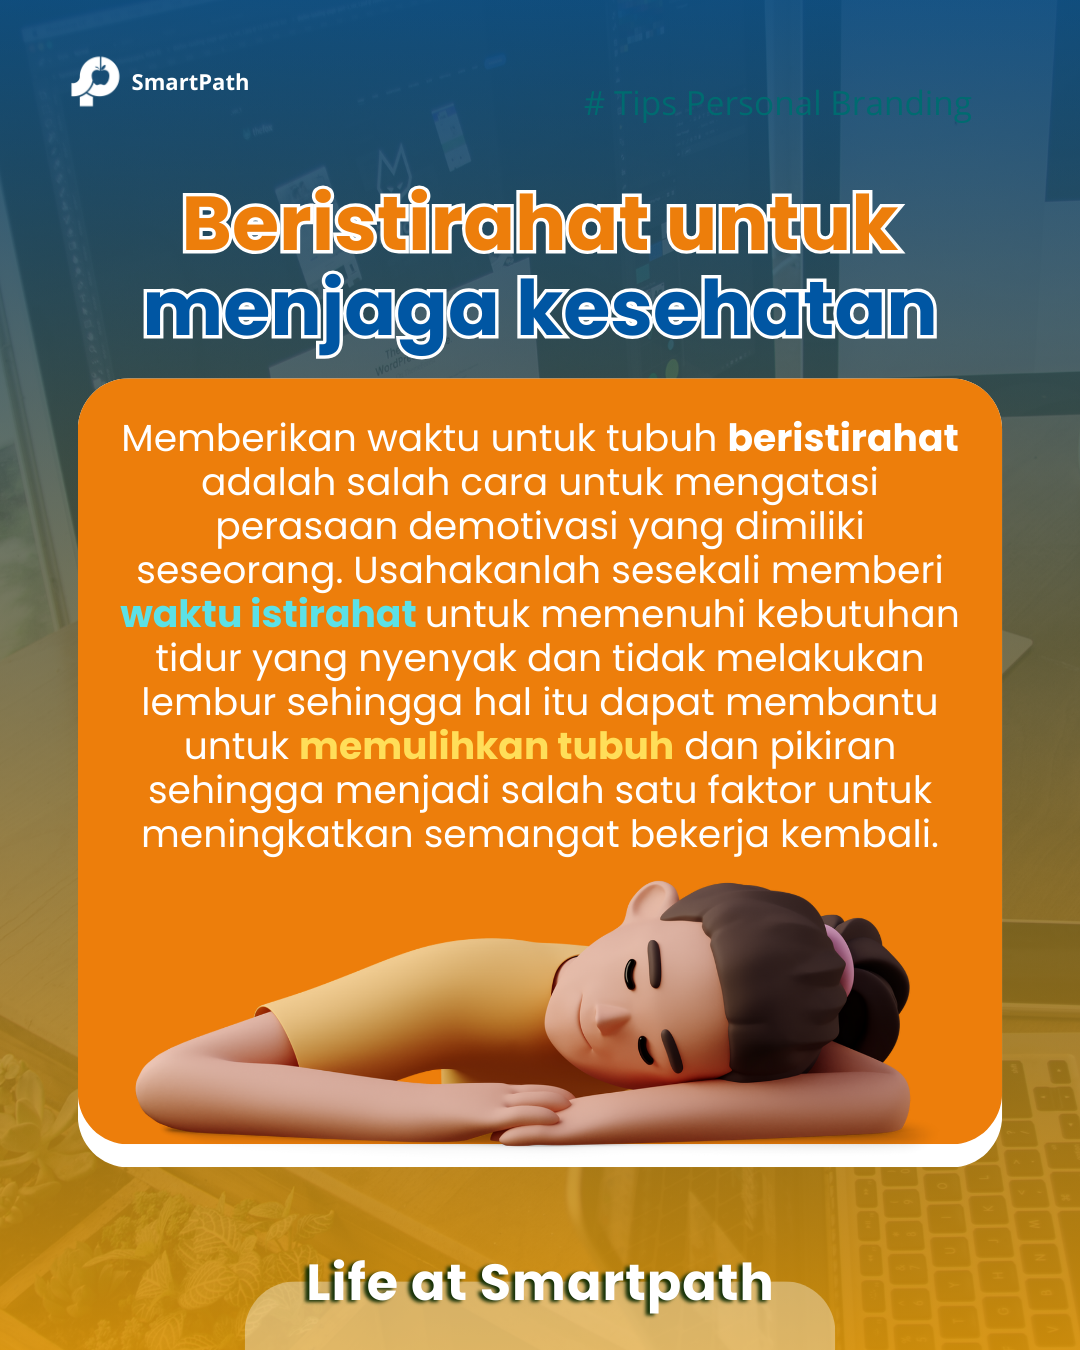 SmartPath
# Tips Personal Branding
Beristirahat untuk
menjaga kesehatan
Memberikan waktu untuk tubuh beristirahat
adalah salah cara untuk mengatasi
perasaan demotivasi yang dimiliki
seseorang. Usahakanlah sesekali memberi
waktu istirahat untuk memenuhi kebutuhan
tidur yang nyenyak dan tidak melakukan
lembur sehingga hal itu dapat membantu
untuk memulihkan tubuh dan pikiran
sehingga menjadi salah satu faktor untuk
meningkatkan semangat bekerja kembali.
Life at Smartpath